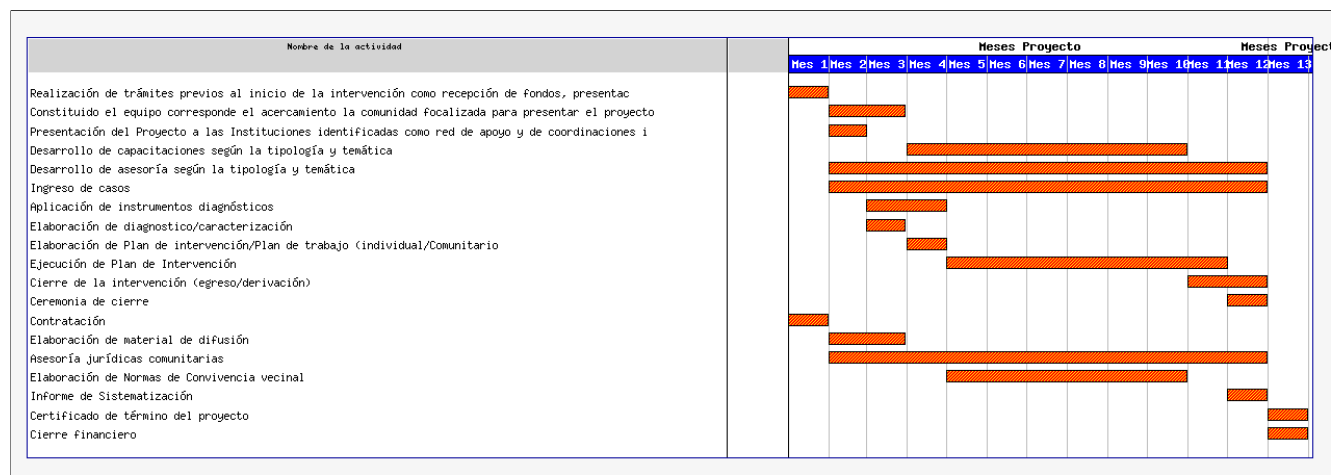 Nombre de la actividad
Meses Proyecto
Meses Proyect
Mes 1 Mes 2 Mes 3 Mes 4 Mes 5 Mes 6 Mes 7 Mes 8 Mes 9 Mes 10 Mes 11 Mes 12 Mes 13
Realización de trámites previos al inicio de la intervención como recepción de fondos, presentac
Constituido el equipo corresponde el acercamiento la comunidad focalizada para presentar el proyecto
Presentación del Proyecto a las Instituciones identificadas como red de apoyo y de coordinaciones i
Desarrollo de capacitaciones según la tipología y temática
Desarrollo de asesoría según la tipología y temática
Ingreso de casos
Aplicación de instrumentos diagnósticos
Elaboración de diagnostico/caracterización
Elaboración de Plan de intervención/Plan de trabajo (individual/Comunitario
Ejecución de Plan de Intervención
Cierre de la intervención (egreso/derivación)
Ceremonia de cierre
Contratación
Elaboración de material de difusión
Asesoría jurídicas comunitarias
Elaboración de Normas de Convivencia vecinal
Informe de Sistematización
Certificado de término del proyecto
Cierre financiero